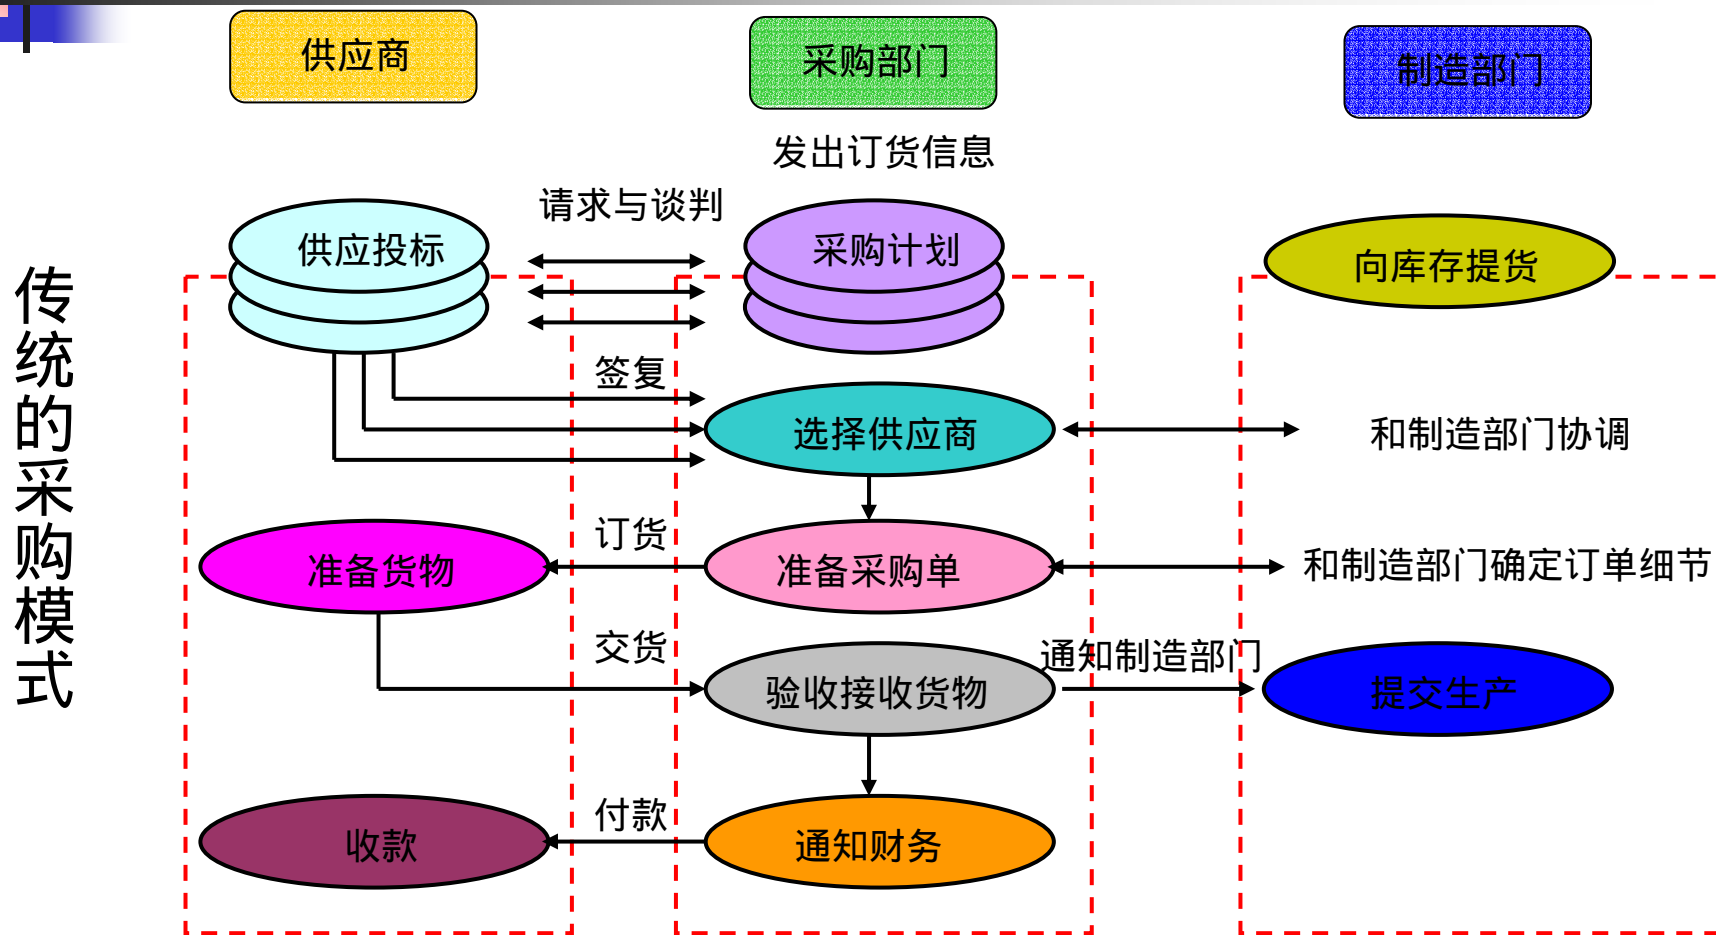 供应商
采购部门
制造部门
发出订货信息
请求与谈判
供应投标
采购计划
向库存提货
传统的采购模式
签复
选择供应商
和制造部门协调
订货
准备货物
准备采购单
和制造部门确定订单细节
交货
通知制造部门
验收接收货物
提交生产
付款
收款
通知财务